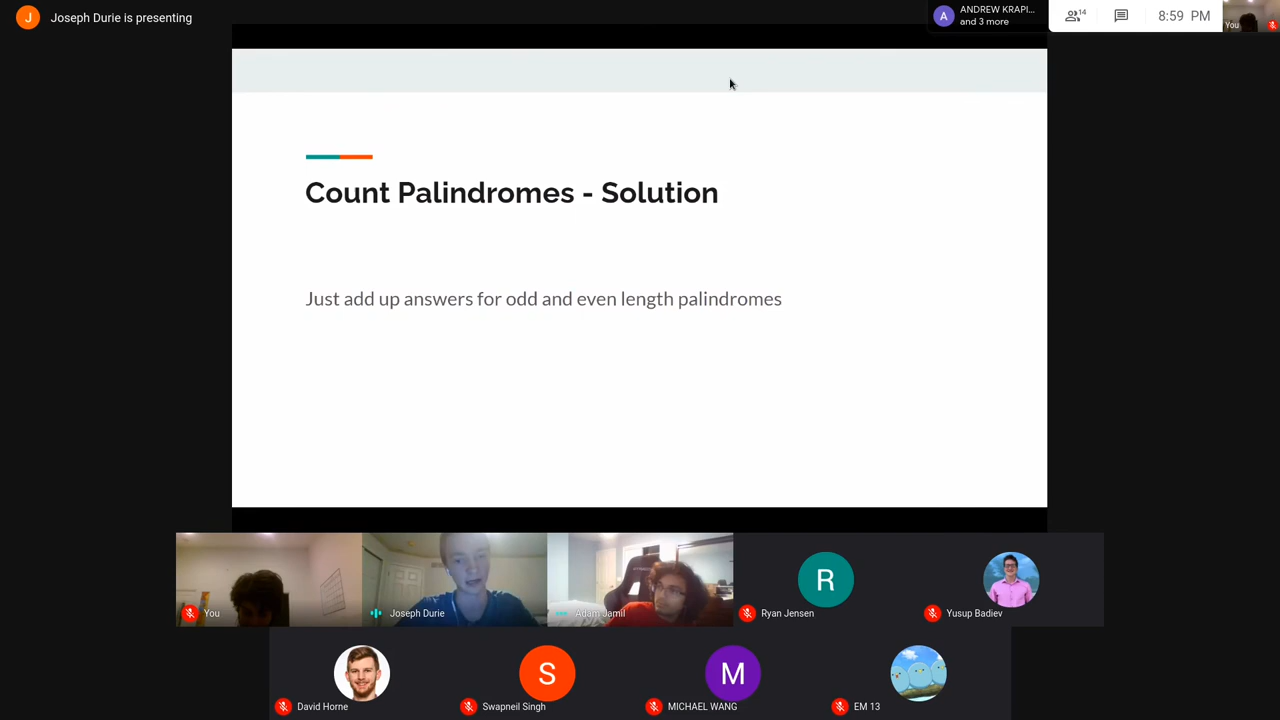 J
Joseph Durie is presenting
A
ANDREW KRAPI...
and 3 more
14
8:59 PM
You
Count Palindromes - Solution
Just add up answers for odd and even length palindromes
You
Joseph Durie
Adam Jamil
R
Ryan Jensen
Yusup Badiev
David Horne
S
Swapneil Singh
M
MICHAEL WANG
EM 13